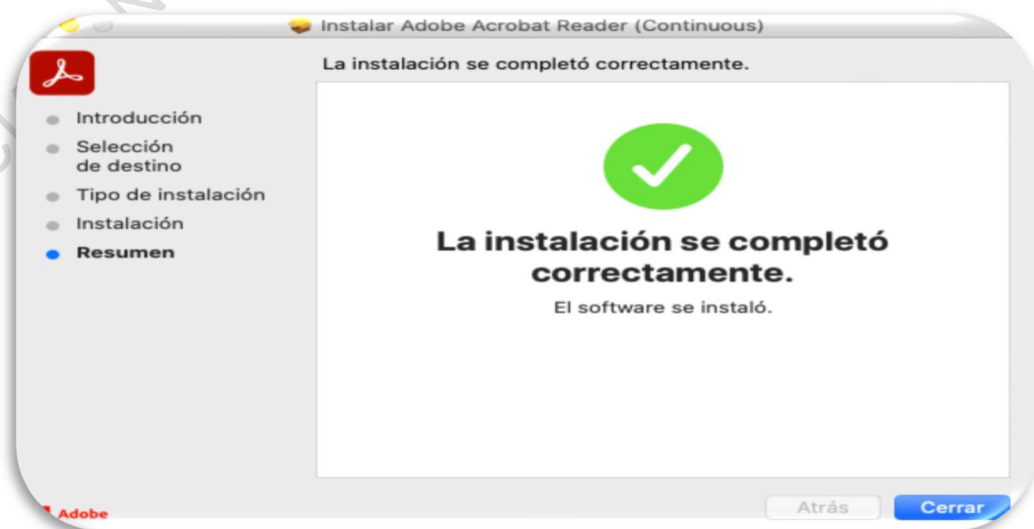 Instalar Adobe Acrobat Reader (Continuous)
La instalación se completó correctamente.
Introducción
Selección
de destino
Tipo de instalación
Instalación
Resumen
La instalación se completó
correctamente.
El software se instaló.
Adobe
Atrás
Cerrar